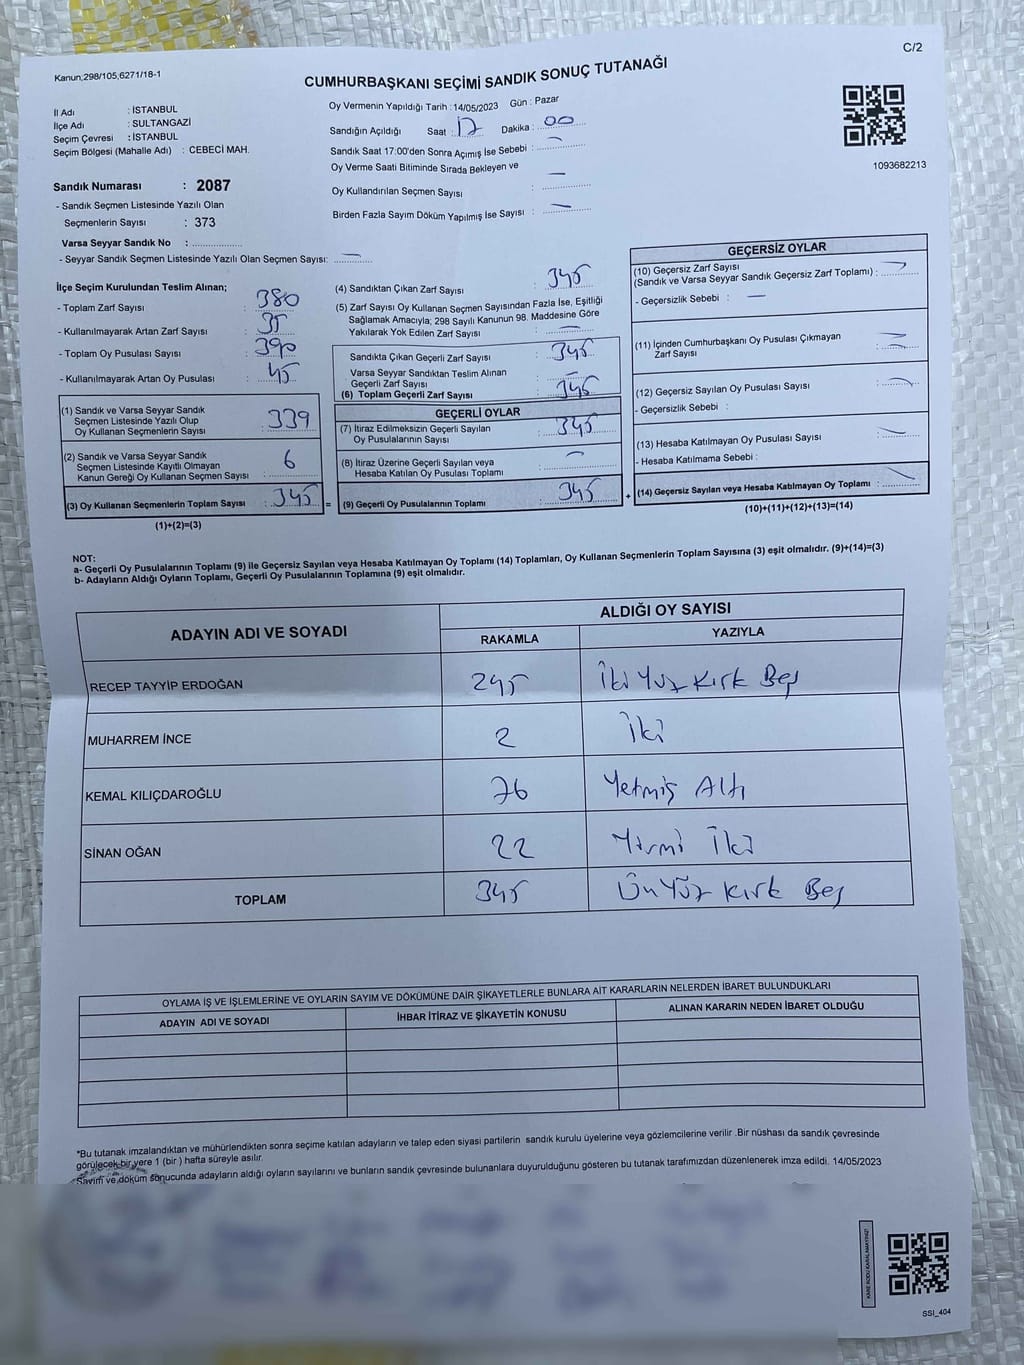 C/2
Kanun;298/105,6271/18-1
CUMHURBAŞKANI SEÇİMİ SANDIK SONUÇ TUTANAĞI
İl Adı : İSTANBUL
İlçe Adı : SULTANGAZİ
Seçim Çevresi : İSTANBUL
Seçim Bölgesi (Mahalle Adı) : CEBECİ MAH.
Oy Vermenin Yapıldığı Tarih : 14/05/2023 Gün : Pazar
Sandığın Açıldığı Saat : 17 Dakika : 00
Sandık Saat 17:00'den Sonra Açımış İse Sebebi : —
Oy Verme Saati Bitiminde Sırada Bekleyen ve
Oy Kullandırılan Seçmen Sayısı : —
Birden Fazla Sayım Döküm Yapılmış İse Sayısı : —
1093682213
Sandık Numarası : 2087
- Sandık Seçmen Listesinde Yazılı Olan
Seçmenlerin Sayısı : 373
Varsa Seyyar Sandık No :
- Seyyar Sandık Seçmen Listesinde Yazılı Olan Seçmen Sayısı: —
İlçe Seçim Kurulundan Teslim Alınan;
- Toplam Zarf Sayısı : 380
- Kullanılmayarak Artan Zarf Sayısı : 35
- Toplam Oy Pusulası Sayısı : 390
- Kullanılmayarak Artan Oy Pusulası : 45
(1) Sandık ve Varsa Seyyar Sandık
Seçmen Listesinde Yazılı Olup
Oy Kullanan Seçmenlerin Sayısı : 339
(2) Sandık ve Varsa Seyyar Sandık
Seçmen Listesinde Kayıtlı Olmayan
Kanun Gereği Oy Kullanan Seçmen Sayısı : 6
(3) Oy Kullanan Seçmenlerin Toplam Sayısı : 345 =
(1)+(2)=(3)
(4) Sandıktan Çıkan Zarf Sayısı : 345
(5) Zarf Sayısı Oy Kullanan Seçmen Sayısından Fazla İse, Eşitliği
Sağlamak Amacıyla; 298 Sayılı Kanunun 98. Maddesine Göre
Yakılarak Yok Edilen Zarf Sayısı : —
Sandıkta Çıkan Geçerli Zarf Sayısı : 345
Varsa Seyyar Sandıktan Teslim Alınan
Geçerli Zarf Sayısı : —
(6) Toplam Geçerli Zarf Sayısı : 345
GEÇERLİ OYLAR
(7) İtiraz Edilmeksizin Geçerli Sayılan
Oy Pusulalarının Sayısı : 345
(8) İtiraz Üzerine Geçerli Sayılan veya
Hesaba Katılan Oy Pusulası Toplamı : —
(9) Geçerli Oy Pusulalarının Toplamı : 345 +
GEÇERSİZ OYLAR
(10) Geçersiz Zarf Sayısı
(Sandık ve Varsa Seyyar Sandık Geçersiz Zarf Toplamı) : —
- Geçersizlik Sebebi : —
(11) İçinden Cumhurbaşkanı Oy Pusulası Çıkmayan
Zarf Sayısı : —
(12) Geçersiz Sayılan Oy Pusulası Sayısı : —
- Geçersizlik Sebebi :
(13) Hesaba Katılmayan Oy Pusulası Sayısı : —
- Hesaba Katılmama Sebebi :
(14) Geçersiz Sayılan veya Hesaba Katılmayan Oy Toplamı : —
(10)+(11)+(12)+(13)=(14)
NOT:
a- Geçerli Oy Pusulalarının Toplamı (9) ile Geçersiz Sayılan veya Hesaba Katılmayan Oy Toplamı (14) Toplamları, Oy Kullanan Seçmenlerin Toplam Sayısına (3) eşit olmalıdır. (9)+(14)=(3)
b- Adayların Aldığı Oyların Toplamı, Geçerli Oy Pusulalarının Toplamına (9) eşit olmalıdır.
ADAYIN ADI VE SOYADI ALDIĞI OY SAYISI
RAKAMLA YAZIYLA
RECEP TAYYİP ERDOĞAN 245 İki Yüz Kırk Beş
MUHARREM İNCE 2 İki
KEMAL KILIÇDAROĞLU 76 Yetmiş Altı
SİNAN OĞAN 22 Yirmi İki
TOPLAM 345 Üç Yüz Kırk Beş
OYLAMA İŞ VE İŞLEMLERİNE VE OYLARIN SAYIM VE DÖKÜMÜNE DAİR ŞİKAYETLERLE BUNLARA AİT KARARLARIN NELERDEN İBARET BULUNDUKLARI
ADAYIN ADI VE SOYADI İHBAR İTİRAZ VE ŞİKAYETİN KONUSU ALINAN KARARIN NEDEN İBARET OLDUĞU
*Bu tutanak imzalandıktan ve mühürlendikten sonra seçime katılan adayların ve talep eden siyasi partilerin sandık kurulu üyelerine veya gözlemcilerine verilir .Bir nüshası da sandık çevresinde
görülecek bir yere 1 (bir ) hafta süreyle asılır.
Sayım ve döküm sonucunda adayların aldığı oyların sayılarını ve bunların sandık çevresinde bulunanlara duyurulduğunu gösteren bu tutanak tarafımızdan düzenlenerek imza edildi. 14/05/2023
KARE KODU KARALAMAYINIZ!
SSI_404